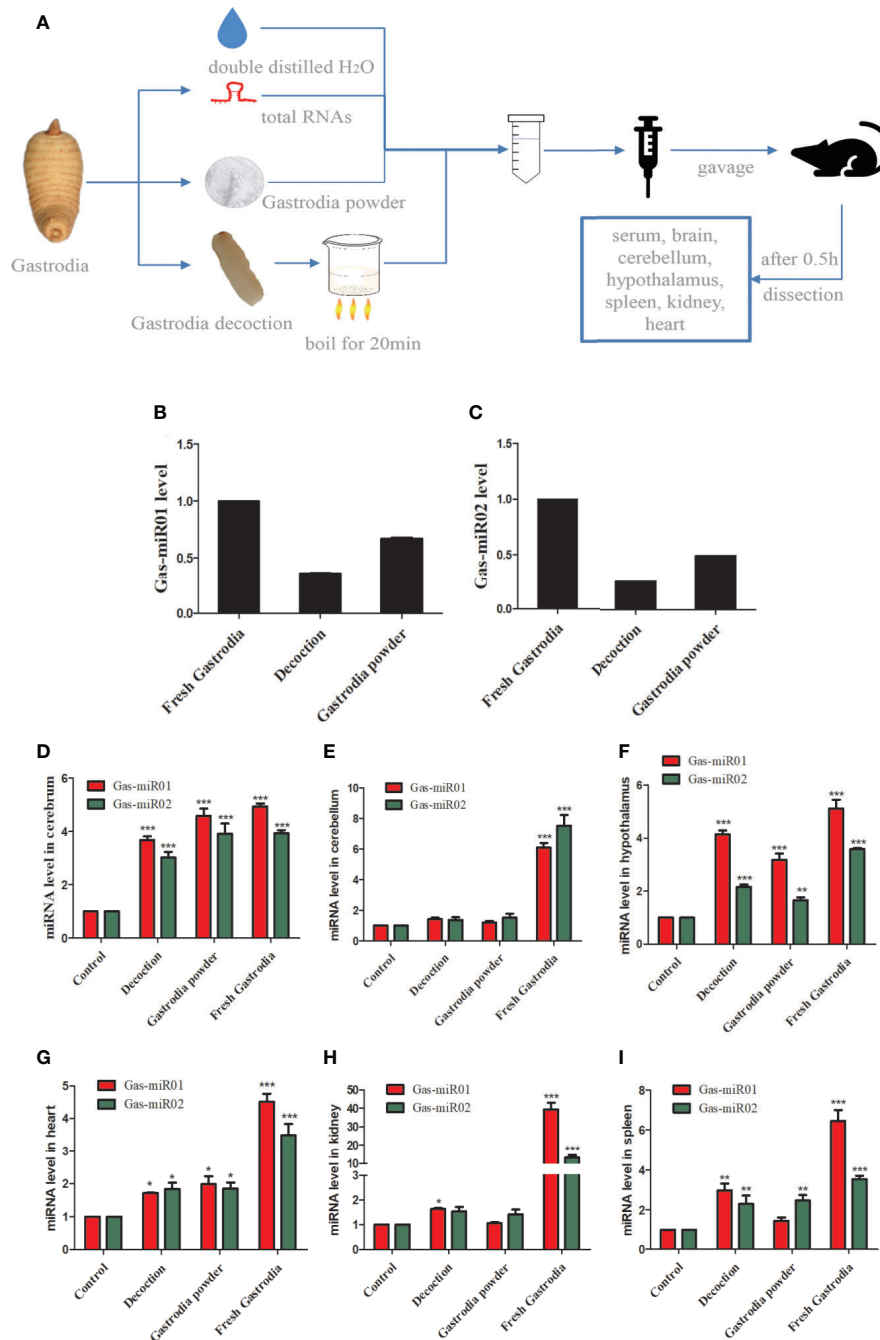 A
double distilled H2O
total RNAs
Gastrodia powder
Gastrodia
Gastrodia decoction
boil for 20min
gavage
after 0.5h
dissection
serum, brain,
cerebellum,
hypothalamus,
spleen, kidney,
heart
B
Gas-miR01 level
1.5
1.0
0.5
0.0
Fresh Gastrodia
Decoction
Gastrodia powder
C
Gas-miR02 level
1.5
1.0
0.5
0.0
Fresh Gastrodia
Decoction
Gastrodia powder
D
miRNA level in cerebrum
6
4
2
0
Gas-miR01
Gas-miR02
*** ***
*** ***
*** ***
Control
Decoction
Gastrodia powder
Fresh Gastrodia
E
miRNA level in cerebellum
10
8
6
4
2
0
Gas-miR01
Gas-miR02
*** ***
Control
Decoction
Gastrodia powder
Fresh Gastrodia
F
miRNA level in hypothalamus
6
4
2
0
Gas-miR01
Gas-miR02
*** ***
*** **
*** ***
Control
Decoction
Gastrodia powder
Fresh Gastrodia
G
miRNA level in heart
5
4
3
2
1
0
Gas-miR01
Gas-miR02
* *
* *
*** ***
Control
Decoction
Gastrodia powder
Fresh Gastrodia
H
miRNA level in kidney
50
40
30
20
10
4
3
2
1
0
Gas-miR01
Gas-miR02
*
*** ***
Control
Decoction
Gastrodia powder
Fresh Gastrodia
I
miRNA level in spleen
8
6
4
2
0
Gas-miR01
Gas-miR02
** **
**
*** ***
Control
Decoction
Gastrodia powder
Fresh Gastrodia